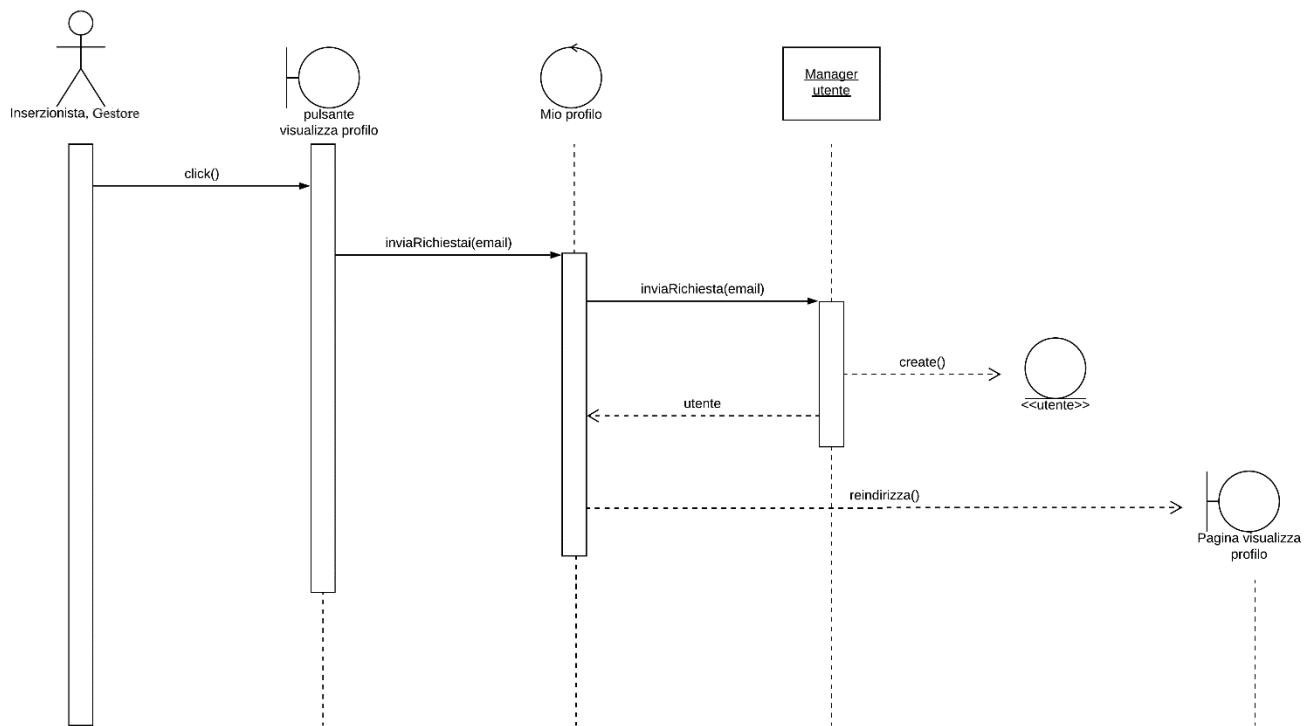 Inserzionista, Gestore
pulsante
visualizza profilo
Mio profilo
Manager
utente
click()
inviaRichiestai(email)
inviaRichiesta(email)
create()
<<utente>>
utente
reindirizza()
Pagina visualizza
profilo